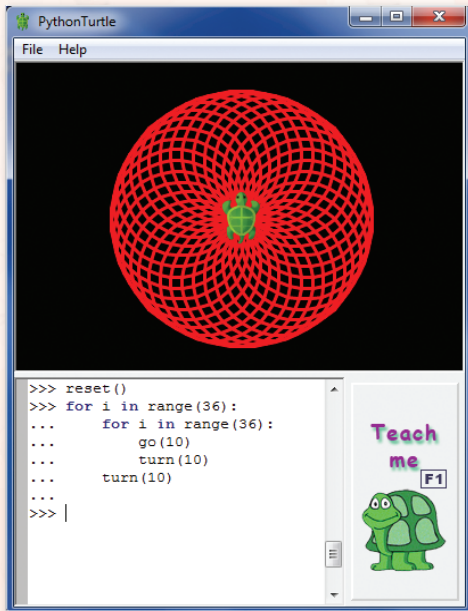 PythonTurtle
File Help
>>> reset()
>>> for i in range(36):
...     for i in range(36):
...         go(10)
...         turn(10)
...     turn(10)
...
>>>
Teach
me
F1